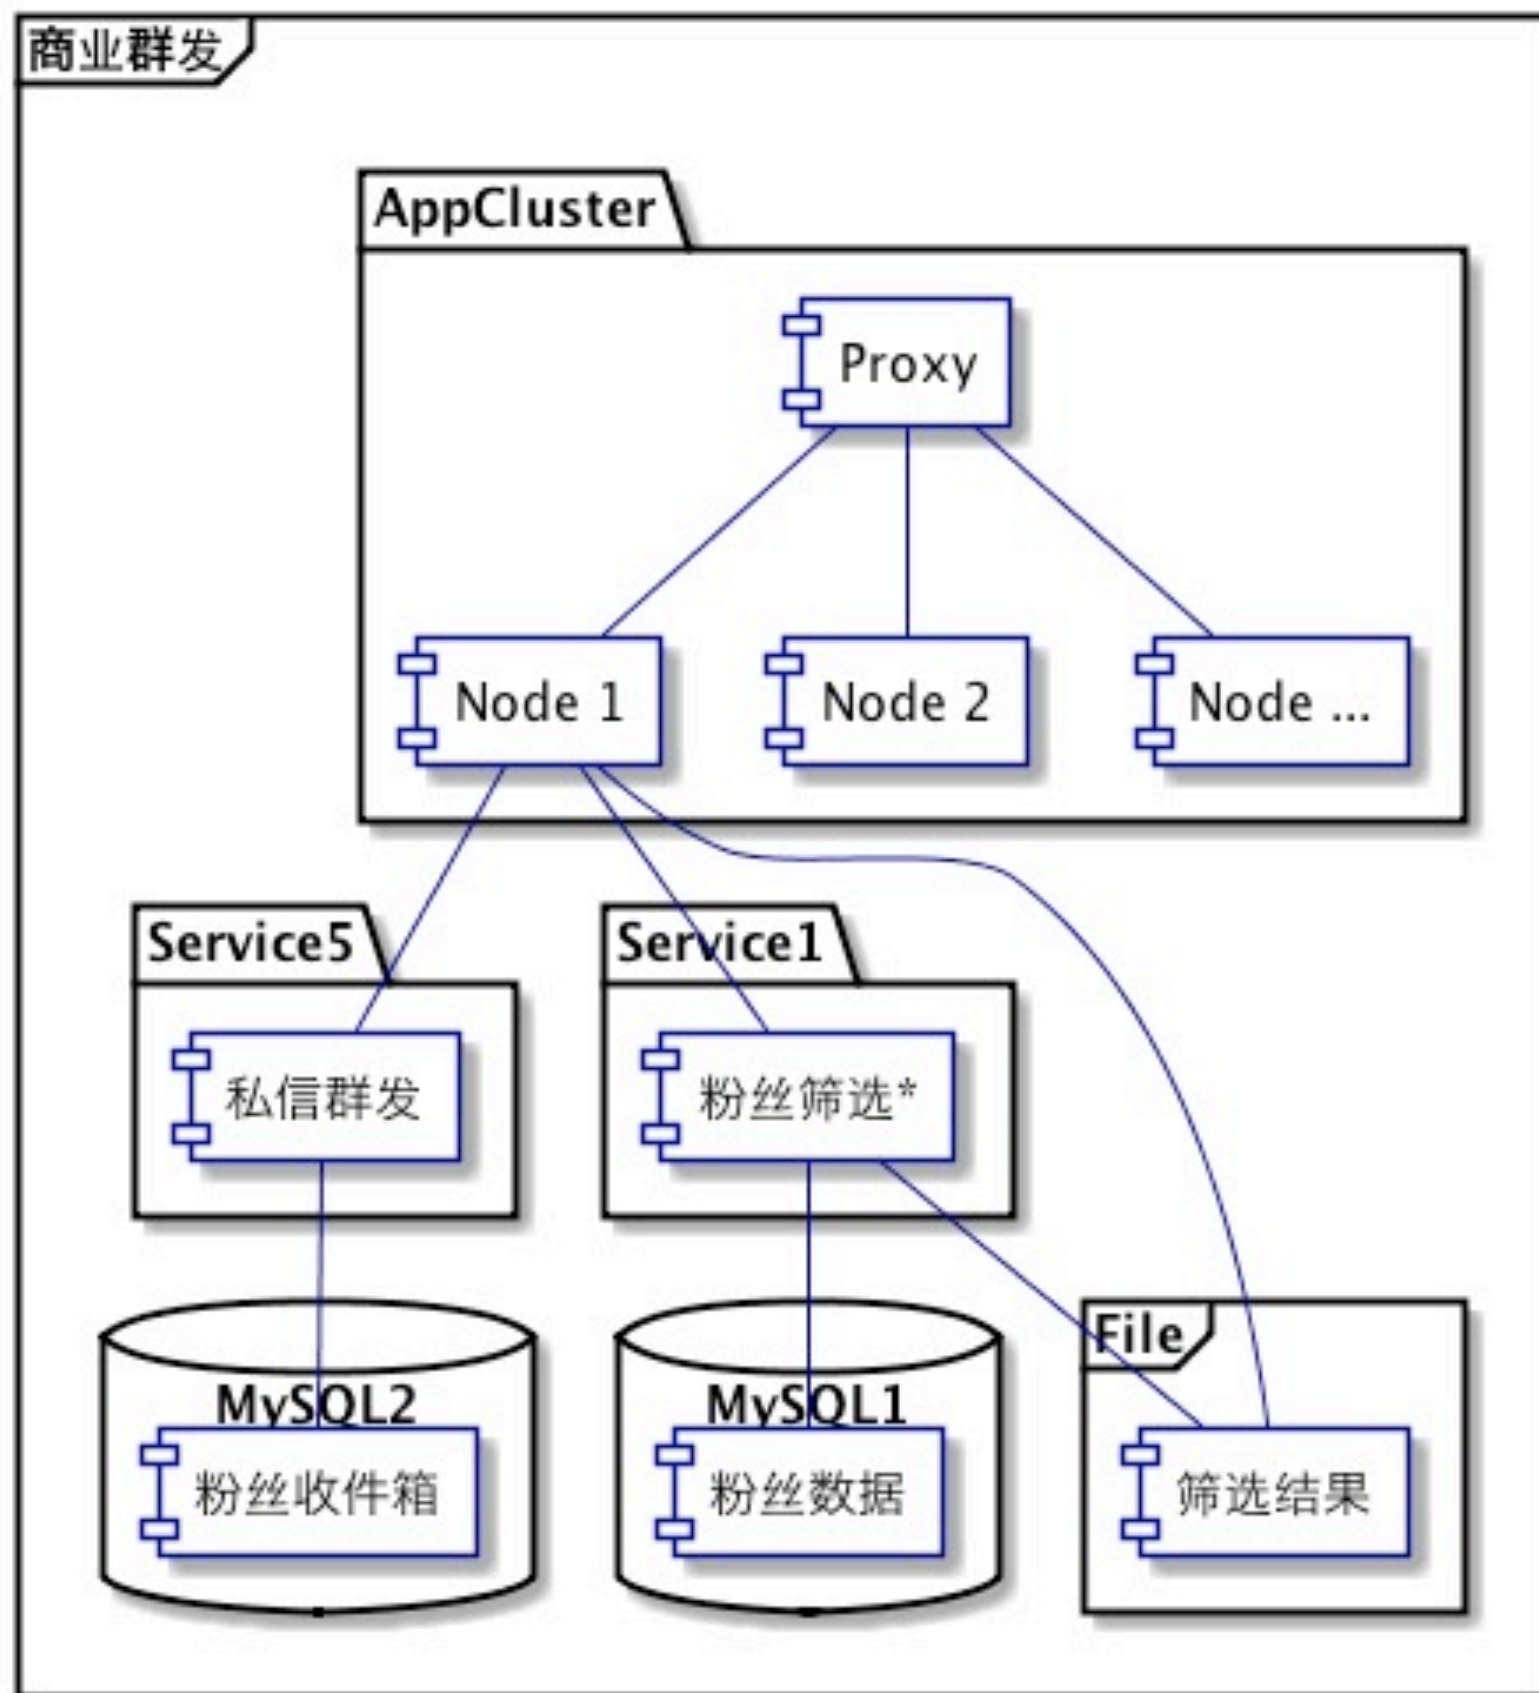 商业群发
AppCluster
Proxy
Node 1
Node 2
Node ...
Service5
Service1
私信群发
粉丝筛选*
File
MySQL2
MySQL1
粉丝收件箱
粉丝数据
筛选结果